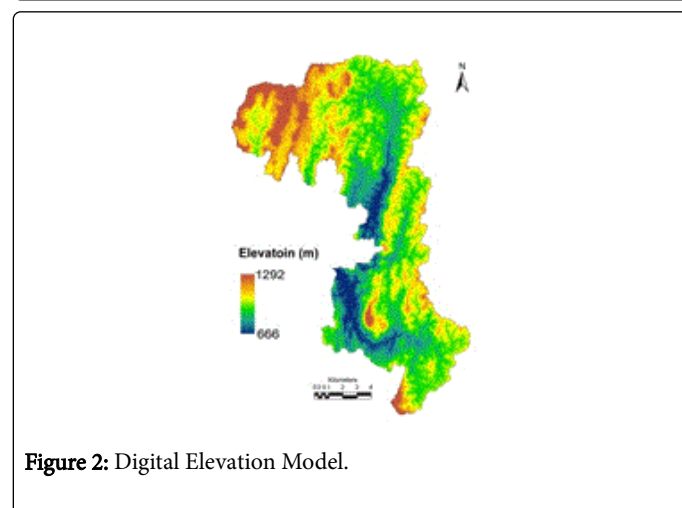 N
Elevatoin (m)
1292
666
Kilometers
Figure 2: Digital Elevation Model.